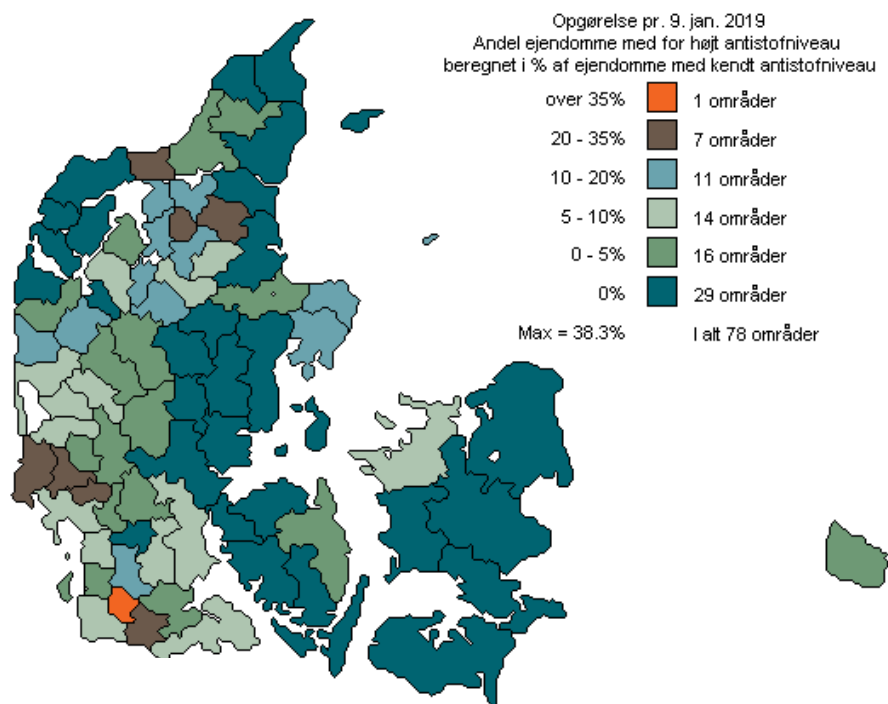 Opgørelse pr. 9. jan. 2019
Andel ejendomme med for højt antistofniveau
beregnet i % af ejendomme med kendt antistofniveau
over 35% 1 områder
20 - 35% 7 områder
10 - 20% 11 områder
5 - 10% 14 områder
0 - 5% 16 områder
0% 29 områder
Max = 38.3% I alt 78 områder